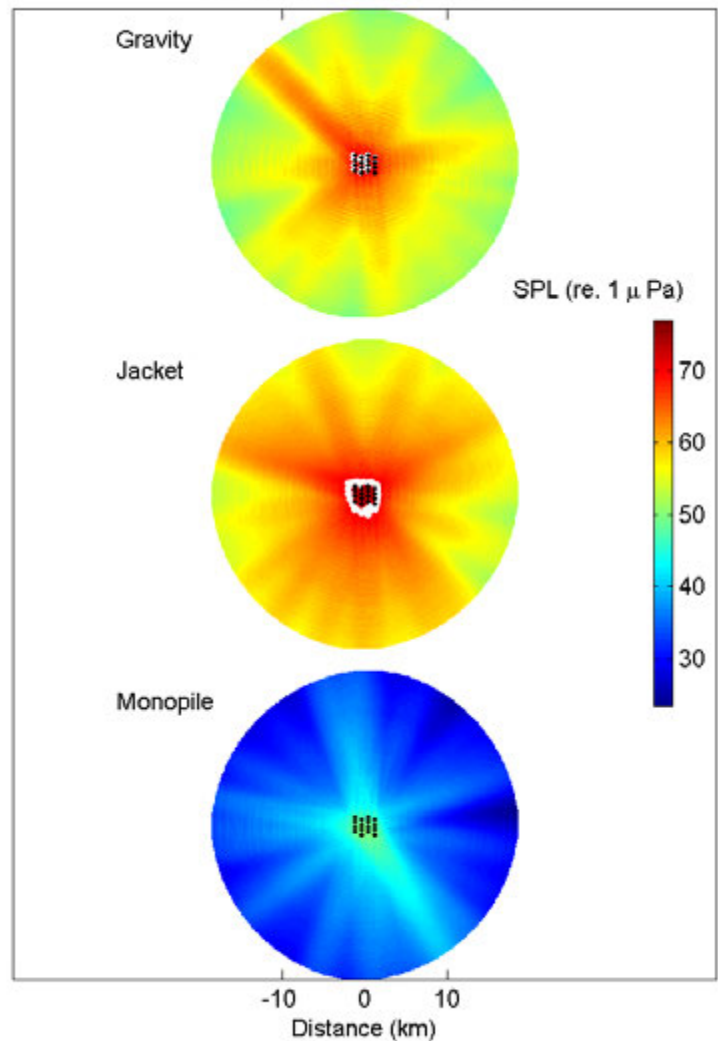 Gravity
SPL (re. 1 μ Pa)
Jacket
70
60
50
40
30
Monopile
-10 0 10
Distance (km)